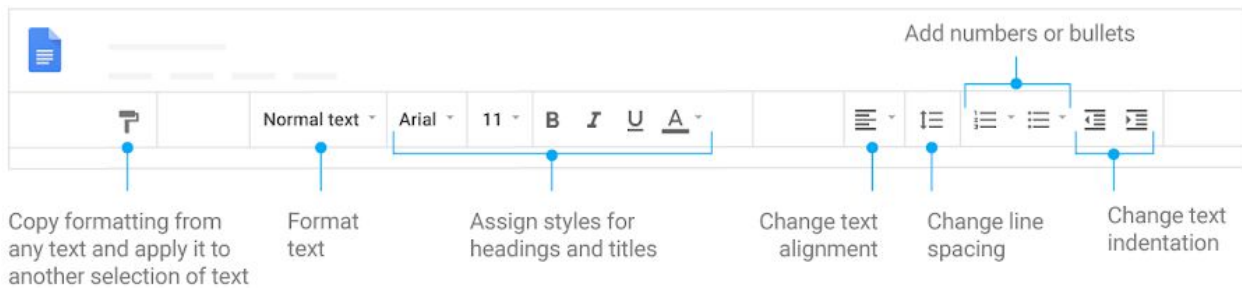 Add numbers or bullets
Normal text Arial 11 B I U A
Copy formatting from
any text and apply it to
another selection of text
Format
text
Assign styles for
headings and titles
Change text
alignment
Change line
spacing
Change text
indentation